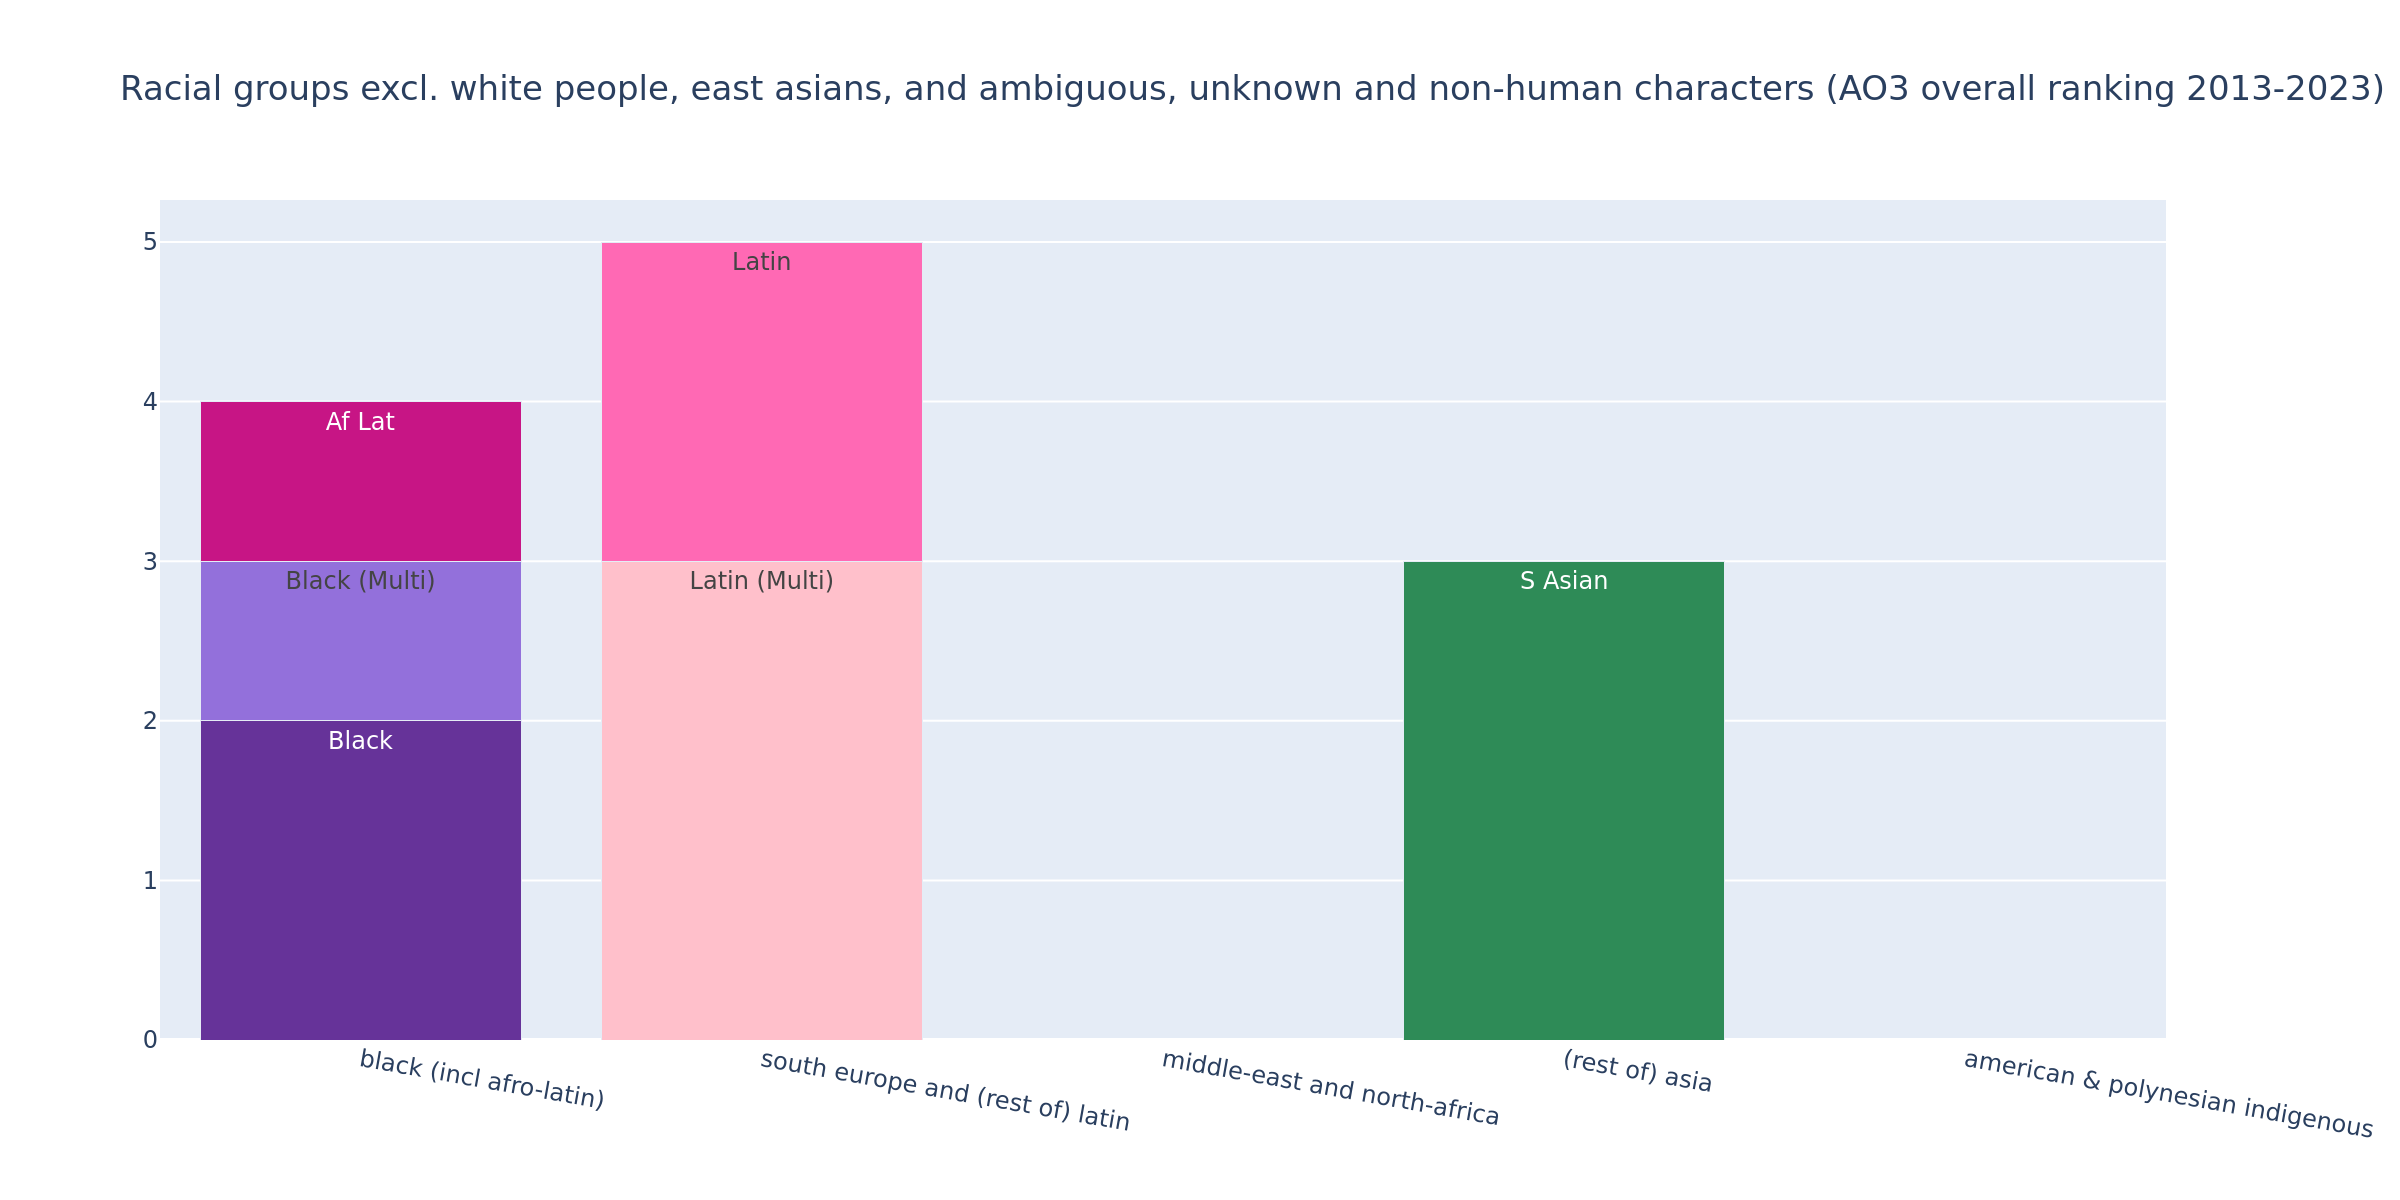 Racial groups excl. white people, east asians, and ambiguous, unknown and non-human characters (AO3 overall ranking 2013-2023)
5
Latin
4
Af Lat
3
Black (Multi)
Latin (Multi)
S Asian
2
Black
1
0
black (incl afro-latin)
south europe and (rest of) latin
middle-east and north-africa
(rest of) asia
american & polynesian indigenous